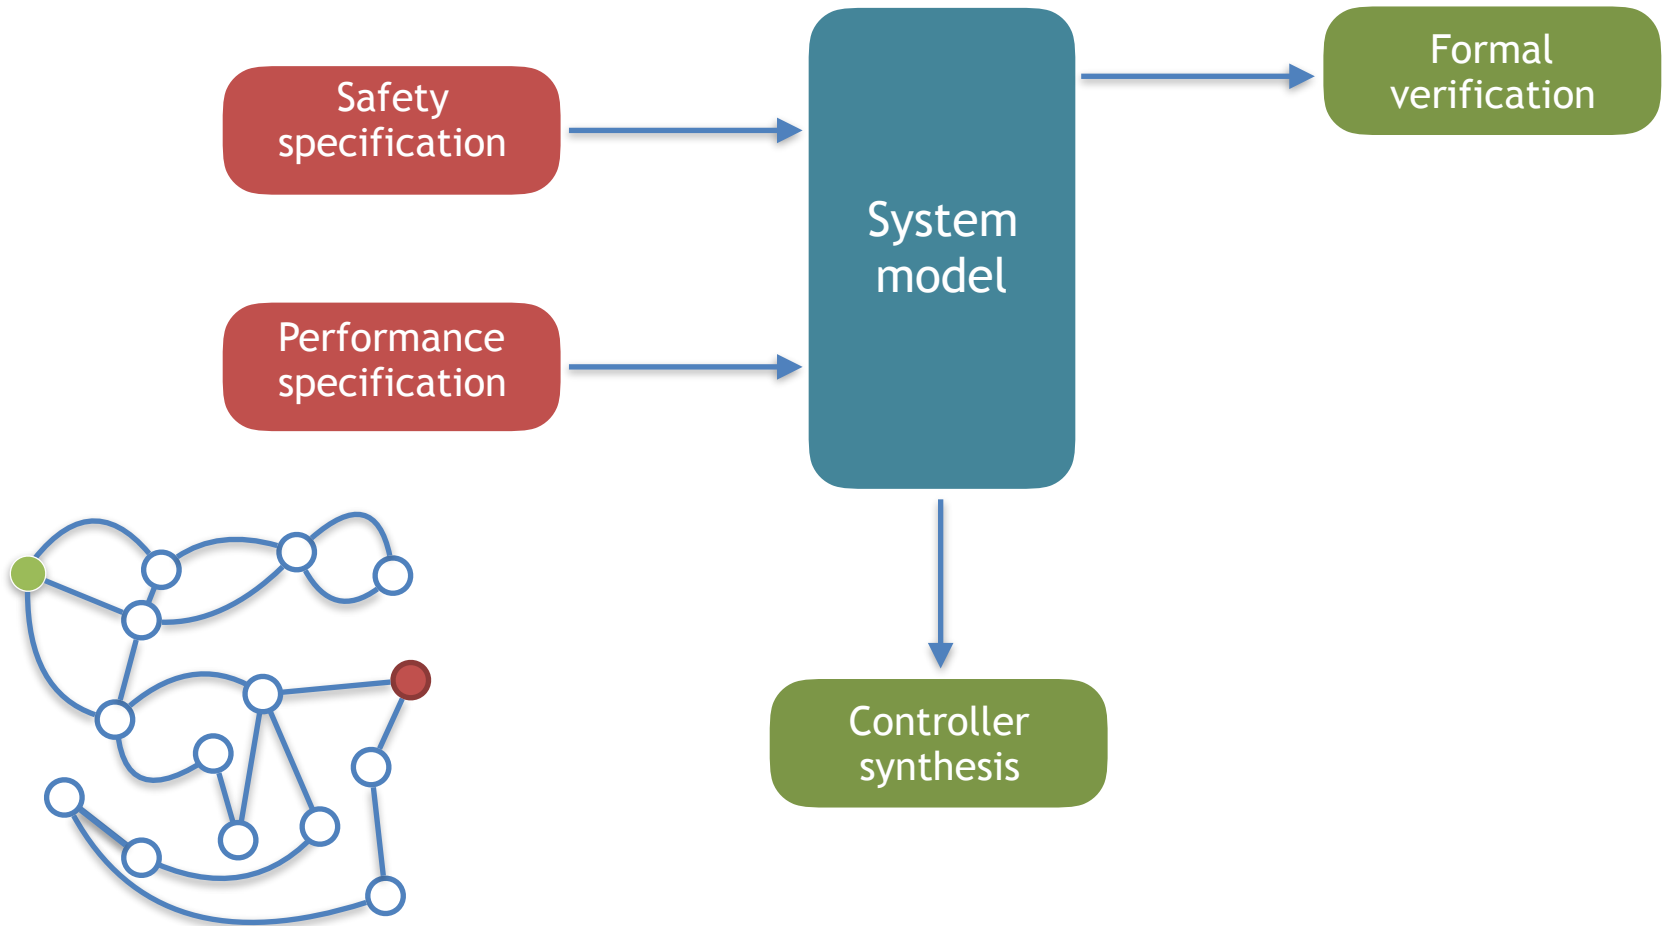 Safety
specification
Performance
specification
System
model
Formal
verification
Controller
synthesis